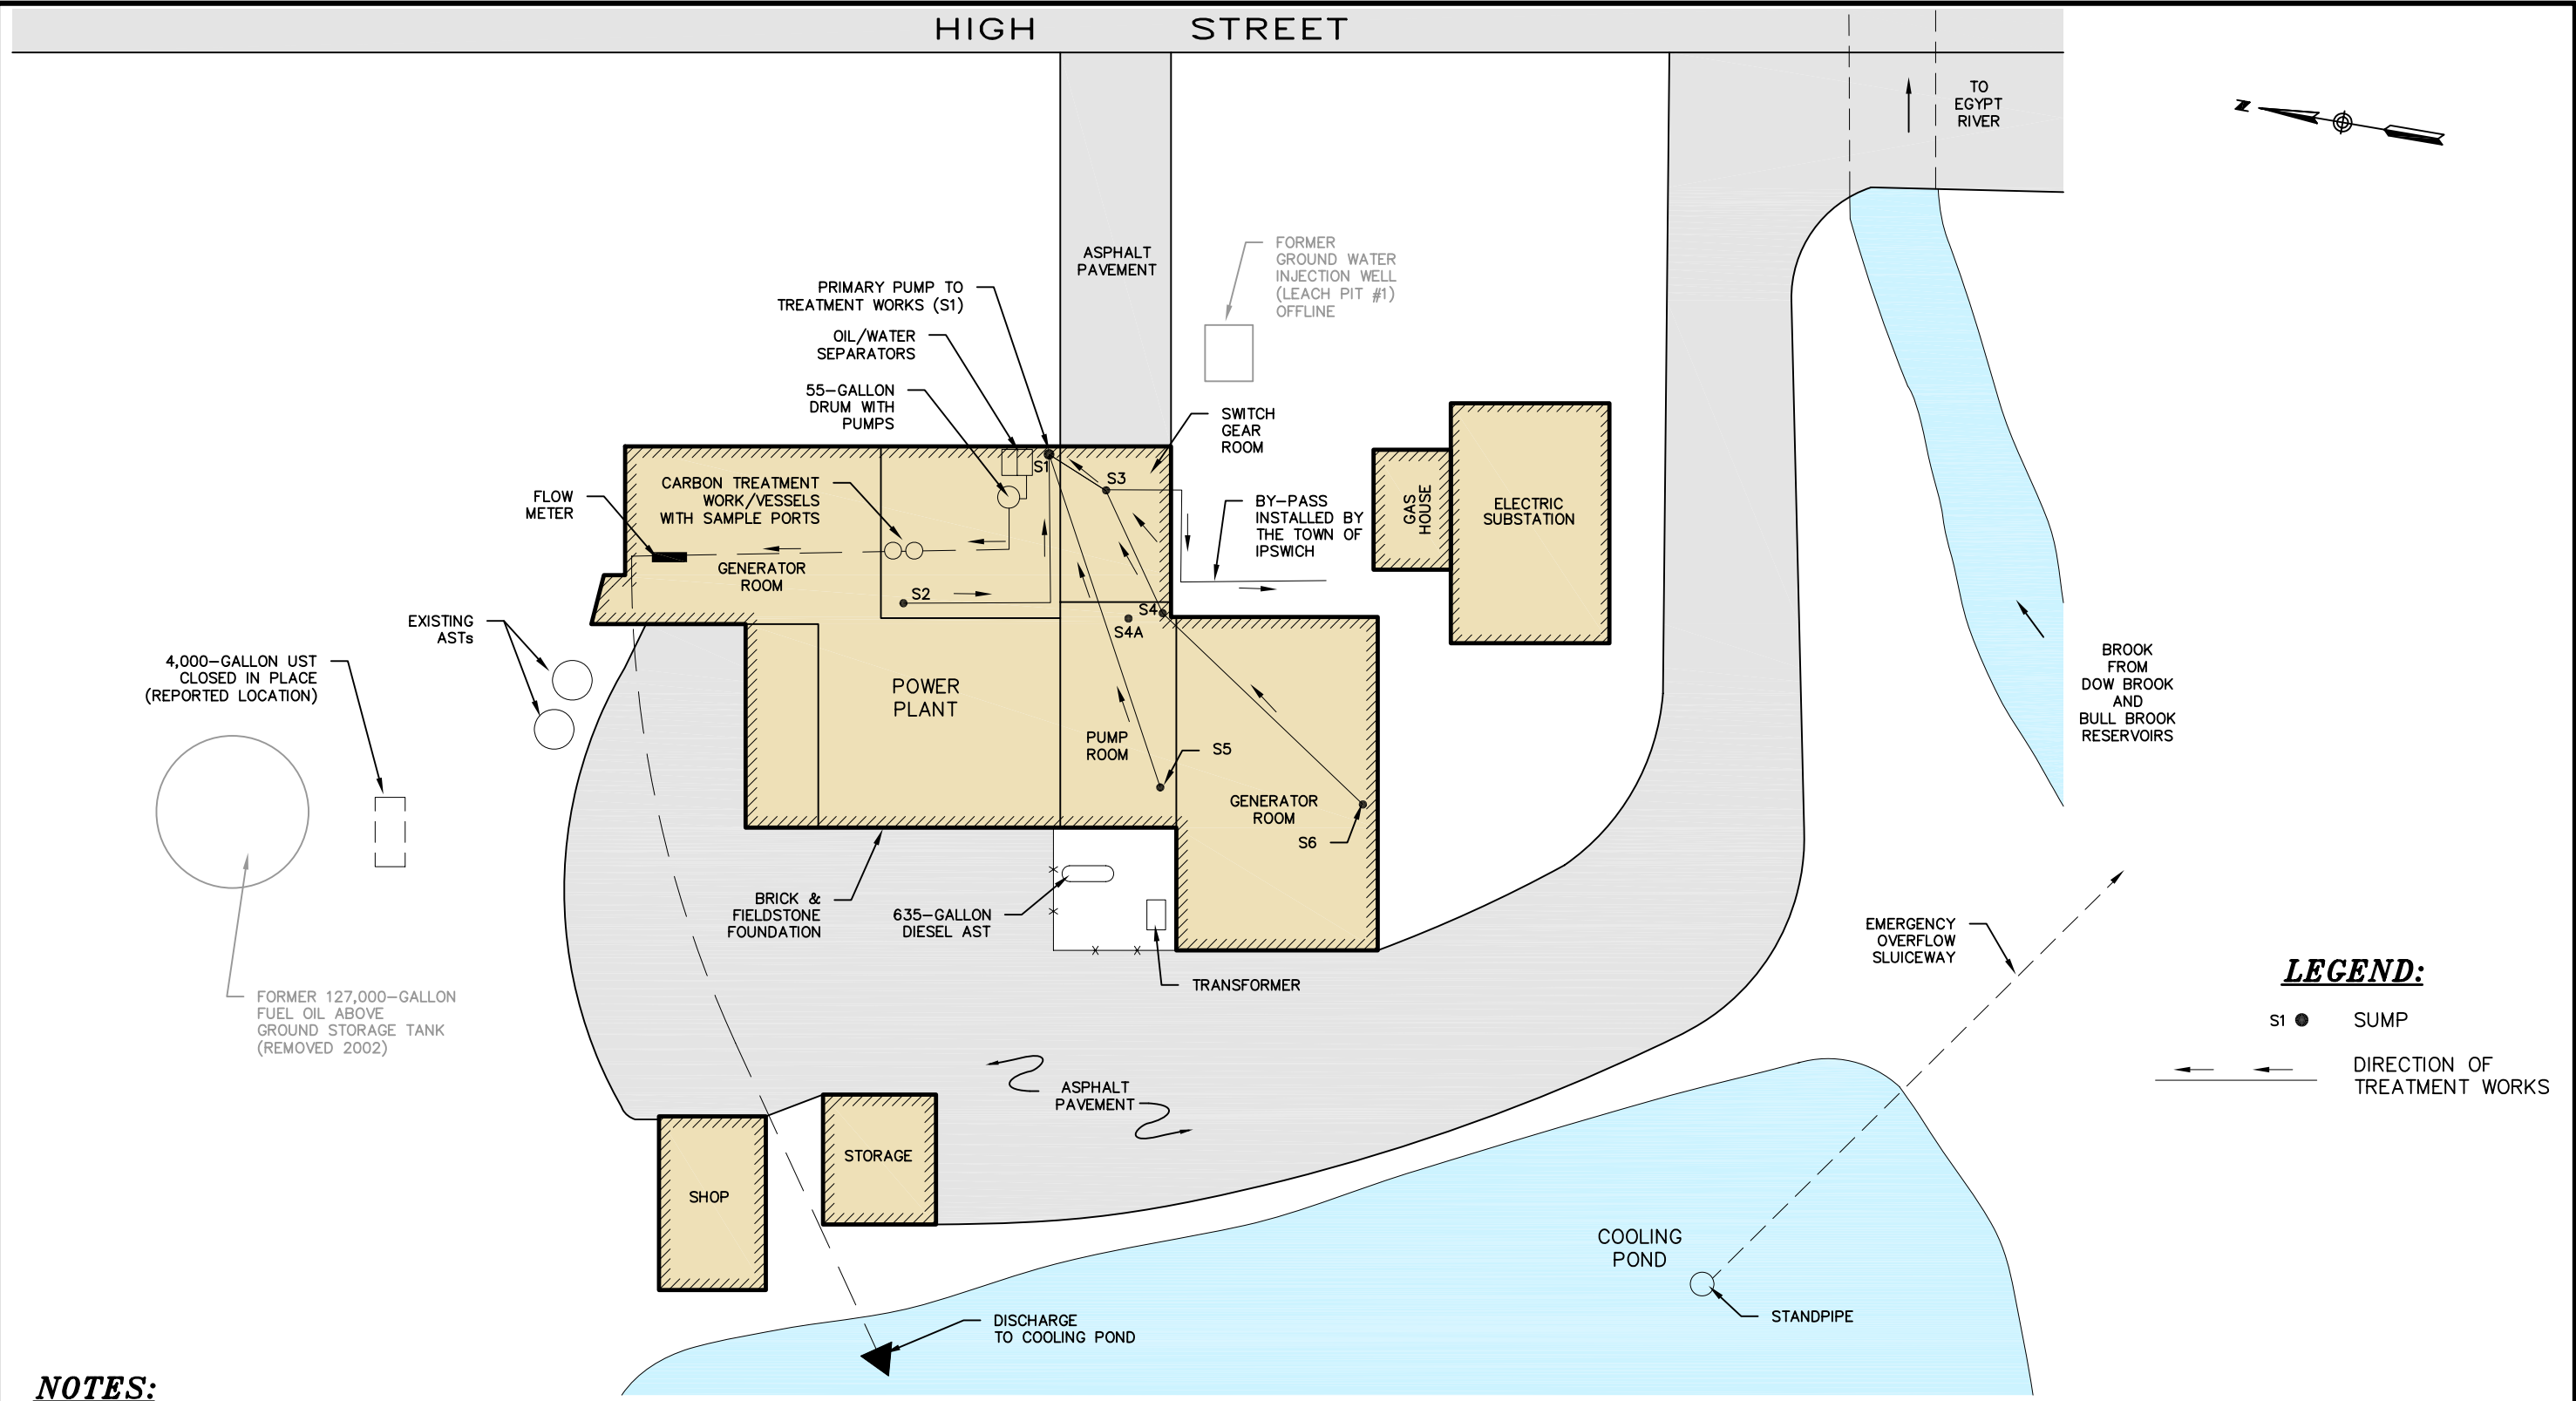 HIGH STREET
TO
EGYPT
RIVER
N
ASPHALT
PAVEMENT
FORMER
GROUND WATER
INJECTION WELL
(LEACH PIT #1)
OFFLINE
PRIMARY PUMP TO
TREATMENT WORKS (S1)
OIL/WATER
SEPARATORS
55-GALLON
DRUM WITH
PUMPS
SWITCH
GEAR
ROOM
S1
S3
CARBON TREATMENT
WORK/VESSELS
WITH SAMPLE PORTS
FLOW
METER
BY-PASS
INSTALLED BY
THE TOWN OF
IPSWICH
GAS
HOUSE
ELECTRIC
SUBSTATION
GENERATOR
ROOM
S2
S4
S4A
EXISTING
ASTs
4,000-GALLON UST
CLOSED IN PLACE
(REPORTED LOCATION)
POWER
PLANT
PUMP
ROOM
S5
BROOK
FROM
DOW BROOK
AND
BULL BROOK
RESERVOIRS
GENERATOR
ROOM
S6
BRICK &
FIELDSTONE
FOUNDATION
635-GALLON
DIESEL AST
TRANSFORMER
EMERGENCY
OVERFLOW
SLUICEWAY
FORMER 127,000-GALLON
FUEL OIL ABOVE
GROUND STORAGE TANK
(REMOVED 2002)
LEGEND:
S1 SUMP
DIRECTION OF
TREATMENT WORKS
ASPHALT
PAVEMENT
STORAGE
SHOP
COOLING
POND
STANDPIPE
DISCHARGE
TO COOLING POND
NOTES: